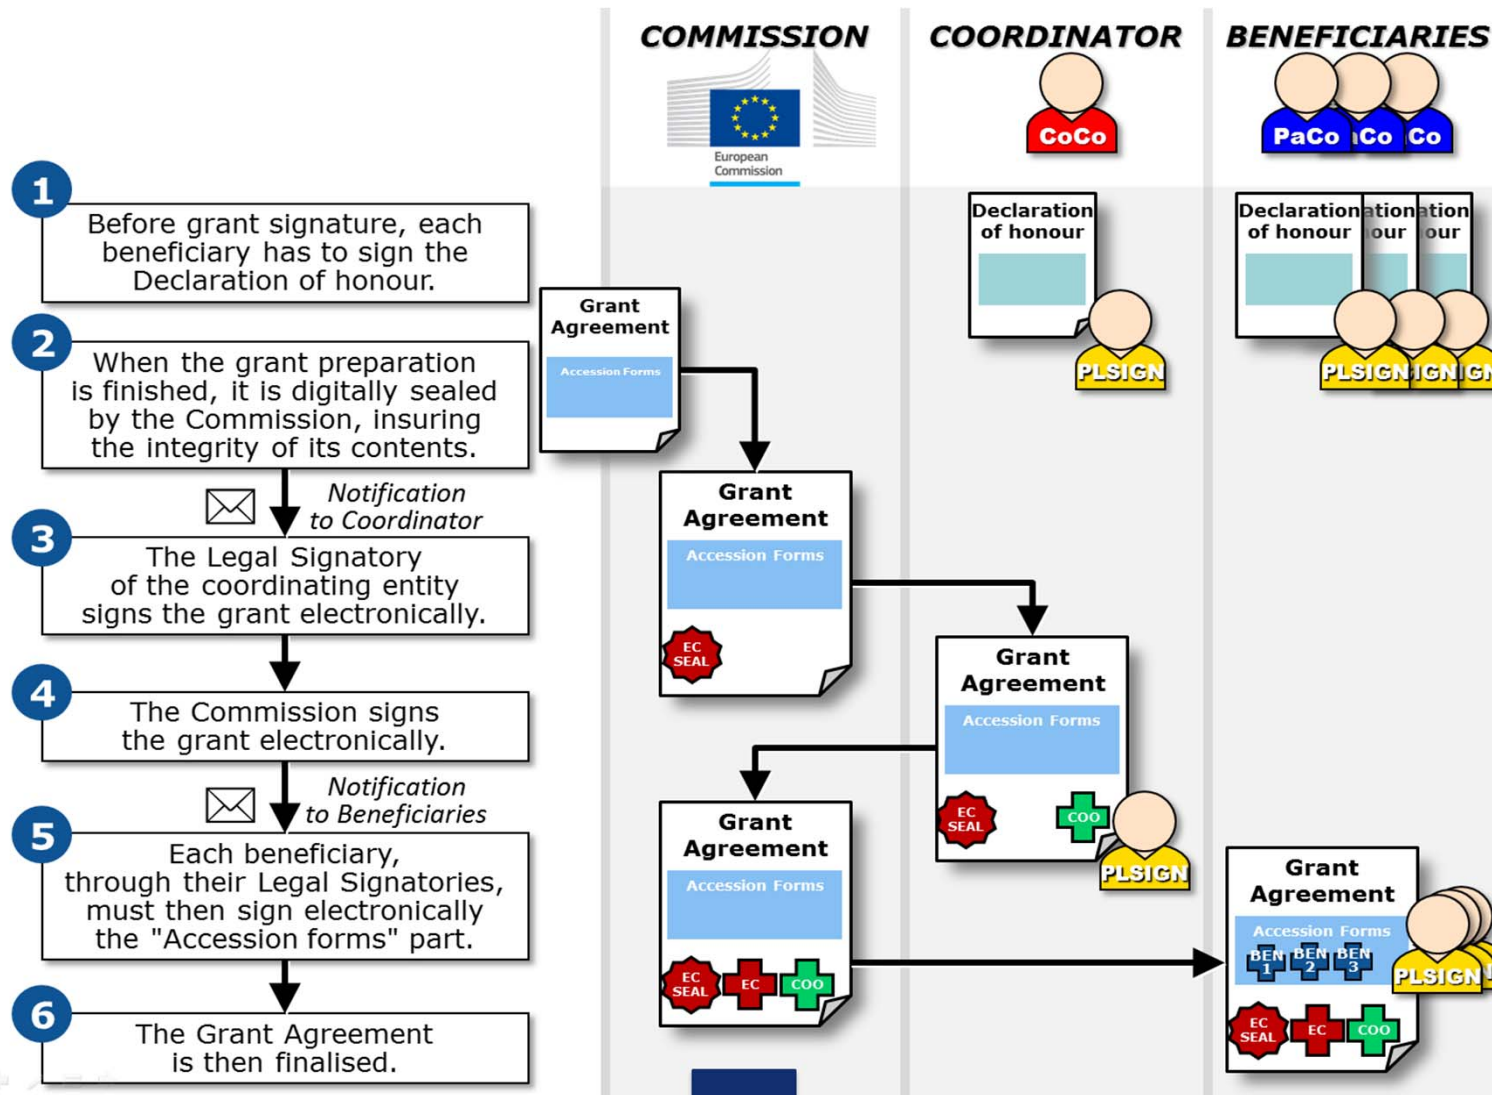 COMMISSION
COORDINATOR
BENEFICIARIES
European
Commission
CoCo
PaCo
Co
Co
1
Before grant signature, each
beneficiary has to sign the
Declaration of honour.
Declaration
of honour
PLSIGN
Declaration
of honour
ation
our
ation
our
PLSIGN
IGN
IGN
Grant
Agreement
Accession Forms
2
When the grant preparation
is finished, it is digitally sealed
by the Commission, insuring
the integrity of its contents.
Notification
to Coordinator
Grant
Agreement
Accession Forms
EC
SEAL
3
The Legal Signatory
of the coordinating entity
signs the grant electronically.
Grant
Agreement
Accession Forms
EC
SEAL
COO
PLSIGN
4
The Commission signs
the grant electronically.
Notification
to Beneficiaries
Grant
Agreement
Accession Forms
EC
SEAL
EC
COO
5
Each beneficiary,
through their Legal Signatories,
must then sign electronically
the "Accession forms" part.
Grant
Agreement
Accession Forms
BEN
1
BEN
2
BEN
3
PLSIGN
EC
SEAL
EC
COO
6
The Grant Agreement
is then finalised.